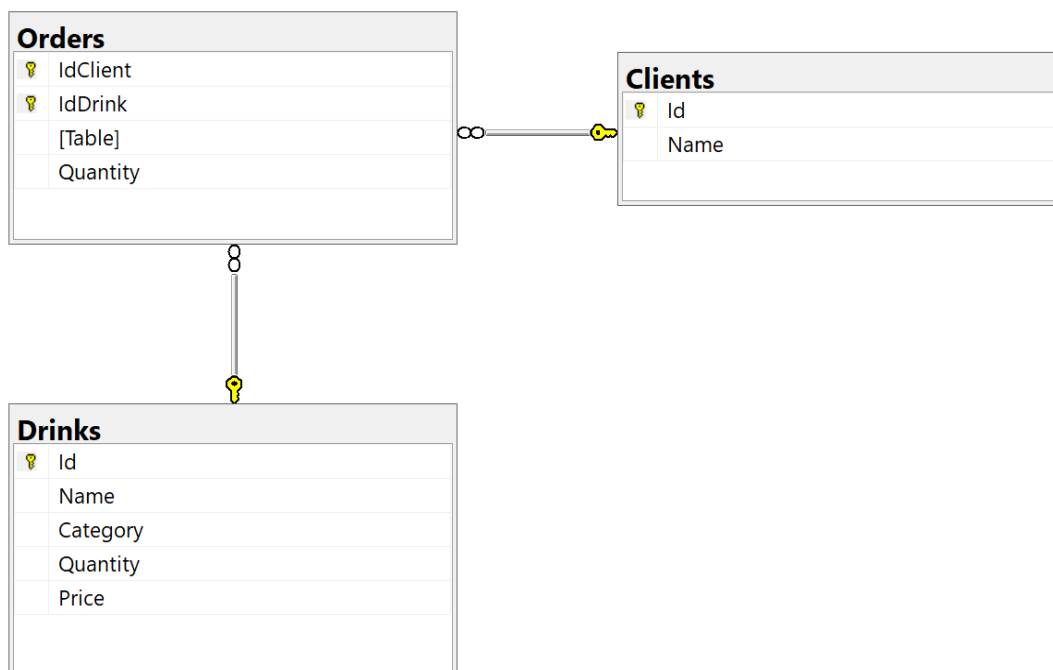 Orders
IdClient
IdDrink
[Table]
Quantity
Clients
Id
Name
Drinks
Id
Name
Category
Quantity
Price